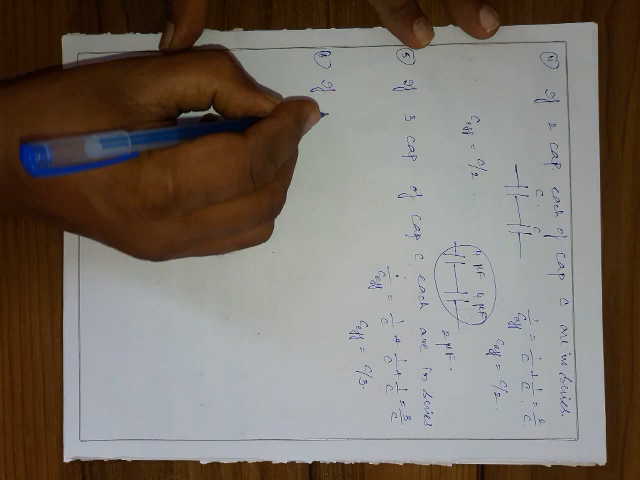 ④ If 2 cap. each of cap C are in Series.
C C
1/Ceff = 1/C + 1/C = 2/C
Ceff = C/2.
Ceff = C/2.
4 μF 4 μF
2 μF.
⑤ If 3 cap of cap C each are in Series
1/Ceff = 1/C + 1/C + 1/C = 3/C
Ceff = C/3.
⑥ If